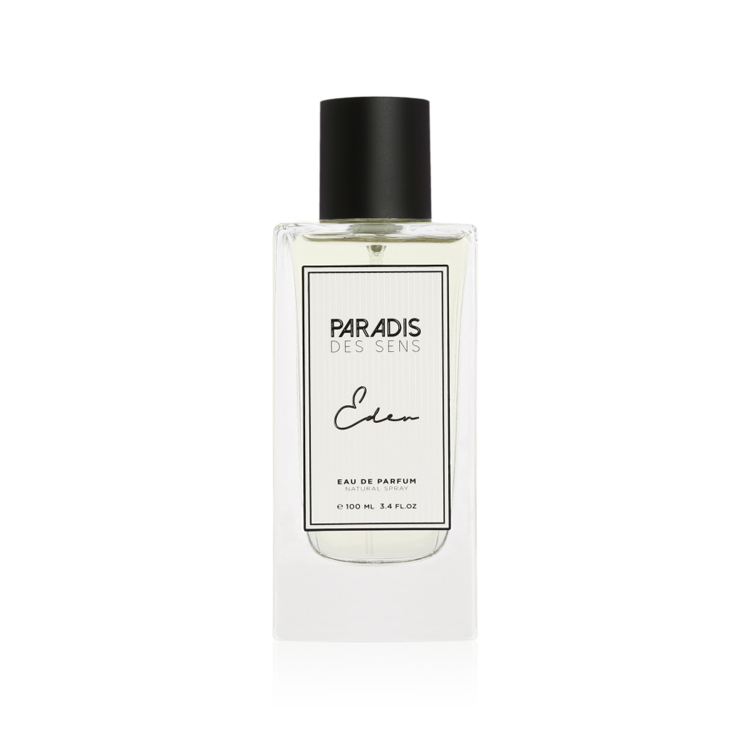 PARADIS
DES SENS
Eden
EAU DE PARFUM
NATURAL SPRAY
℮ 100 ML 3.4 FL.OZ